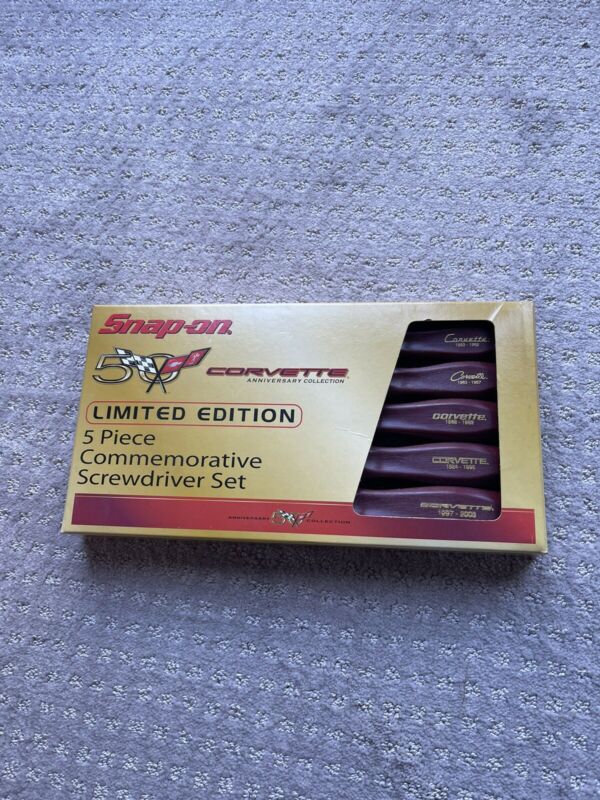 Snap-on
50
CORVETTE
ANNIVERSARY COLLECTION
LIMITED EDITION
5 Piece
Commemorative
Screwdriver Set
ANNIVERSARY COLLECTION
Corvette
1953 - 1962
Corvette
1963 - 1967
corvette
1968 - 1983
CORVETTE
1984 - 1996
CORVETTE
1997 - 2003